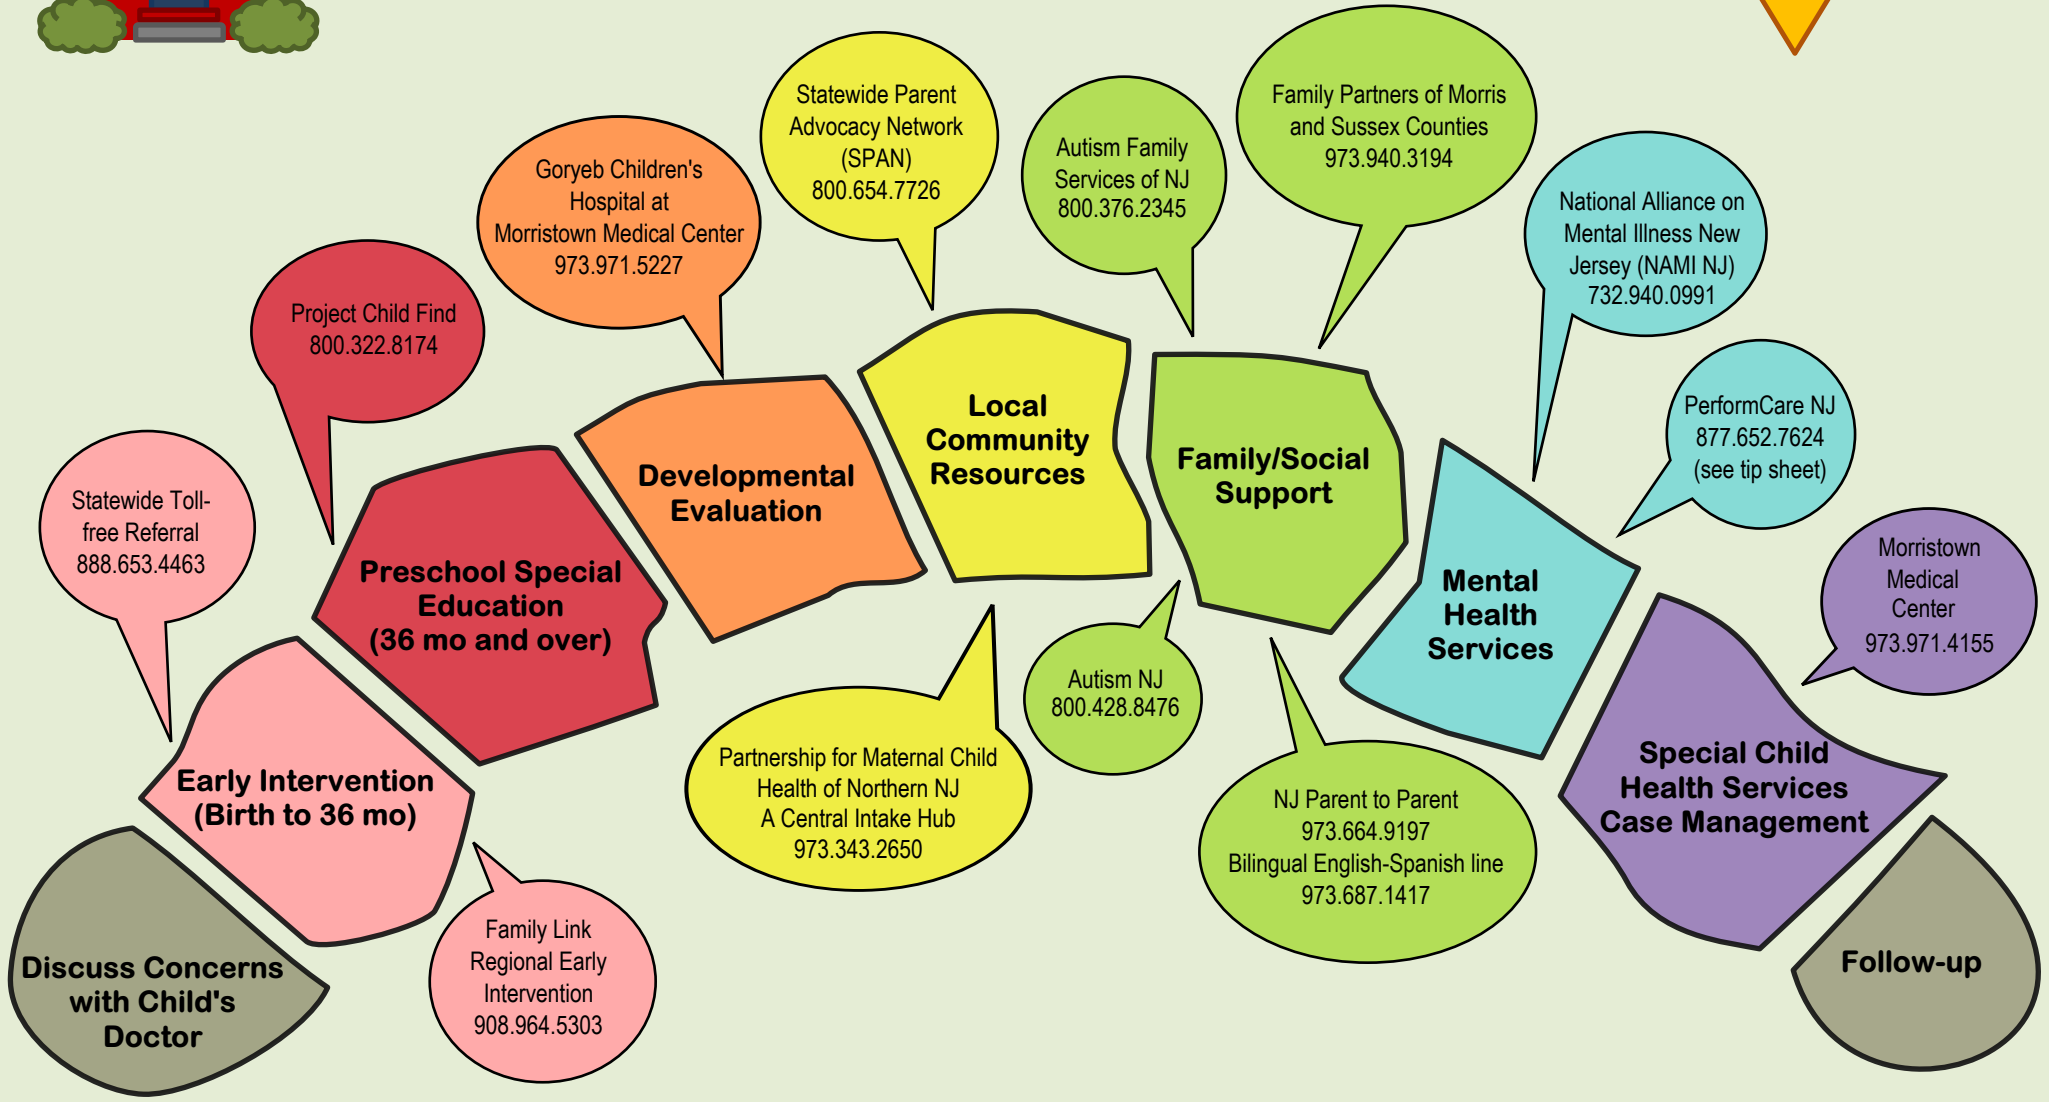 Statewide Parent
Advocacy Network
(SPAN)
800.654.7726
Family Partners of Morris
and Sussex Counties
973.940.3194
Autism Family
Services of NJ
800.376.2345
Goryeb Children's
Hospital at
Morristown Medical Center
973.971.5227
National Alliance on
Mental Illness New
Jersey (NAMI NJ)
732.940.0991
Project Child Find
800.322.8174
PerformCare NJ
877.652.7624
(see tip sheet)
Statewide Toll-
free Referral
888.653.4463
Morristown
Medical
Center
973.971.4155
Discuss Concerns
with Child's
Doctor
Early Intervention
(Birth to 36 mo)
Preschool Special
Education
(36 mo and over)
Developmental
Evaluation
Local
Community
Resources
Family/Social
Support
Mental
Health
Services
Special Child
Health Services
Case Management
Follow-up
Family Link
Regional Early
Intervention
908.964.5303
Partnership for Maternal Child
Health of Northern NJ
A Central Intake Hub
973.343.2650
Autism NJ
800.428.8476
NJ Parent to Parent
973.664.9197
Bilingual English-Spanish line
973.687.1417